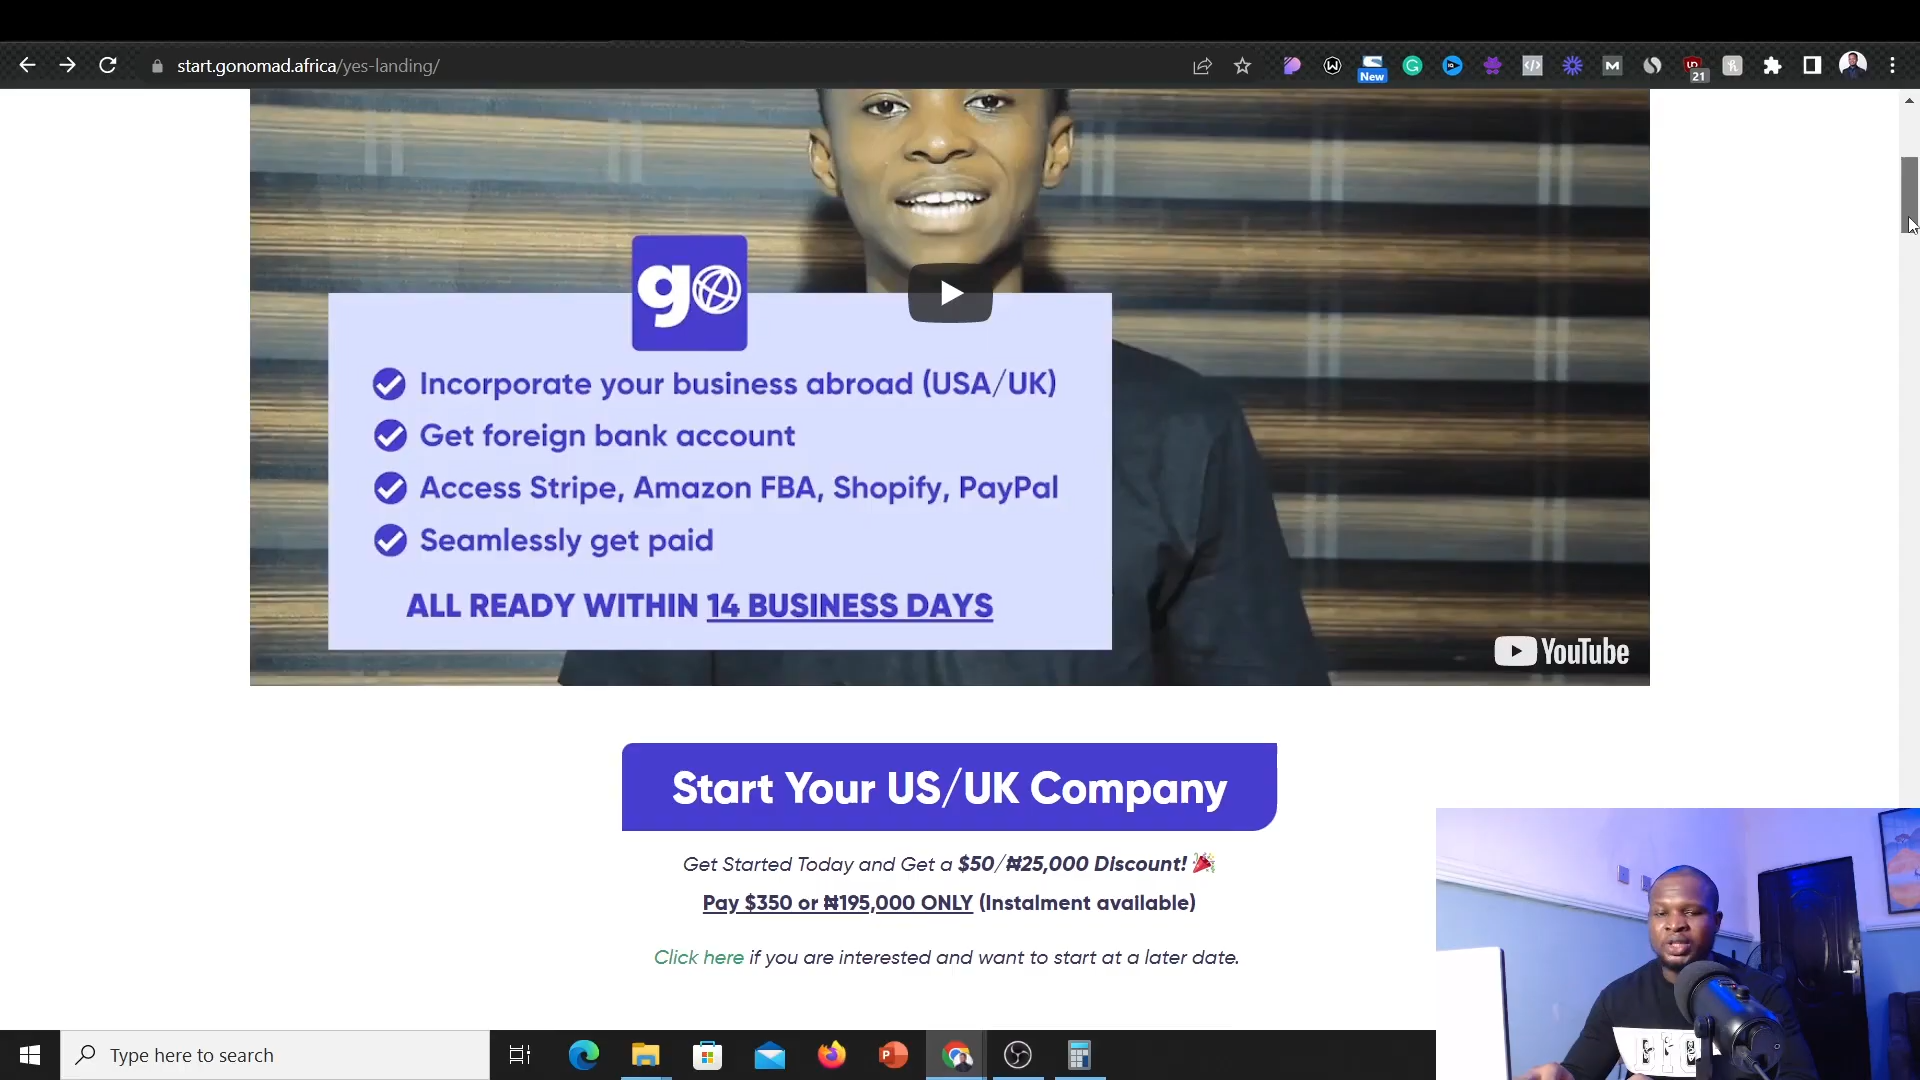 start.gonomad.africa/yes-landing/
New
21
go
Incorporate your business abroad (USA/UK)
Get foreign bank account
Access Stripe, Amazon FBA, Shopify, PayPal
Seamlessly get paid
ALL READY WITHIN 14 BUSINESS DAYS
YouTube
Start Your US/UK Company
Get Started Today and Get a $50/₦25,000 Discount! 🎉
Pay $350 or ₦195,000 ONLY (Instalment available)
Click here if you are interested and want to start at a later date.
Type here to search